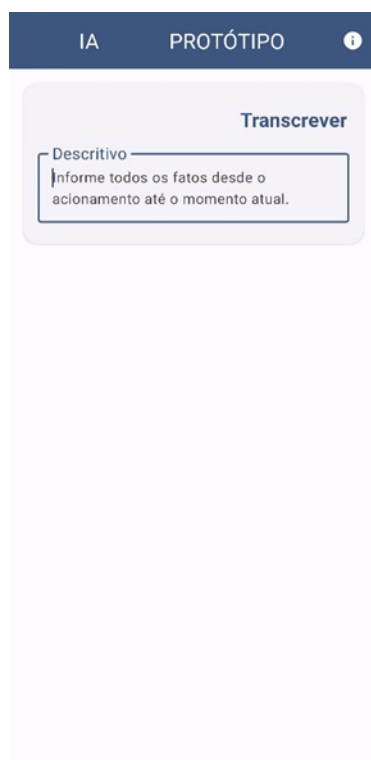 IA PROTÓTIPO
Transcrever
Descritivo
Informe todos os fatos desde o
acionamento até o momento atual.